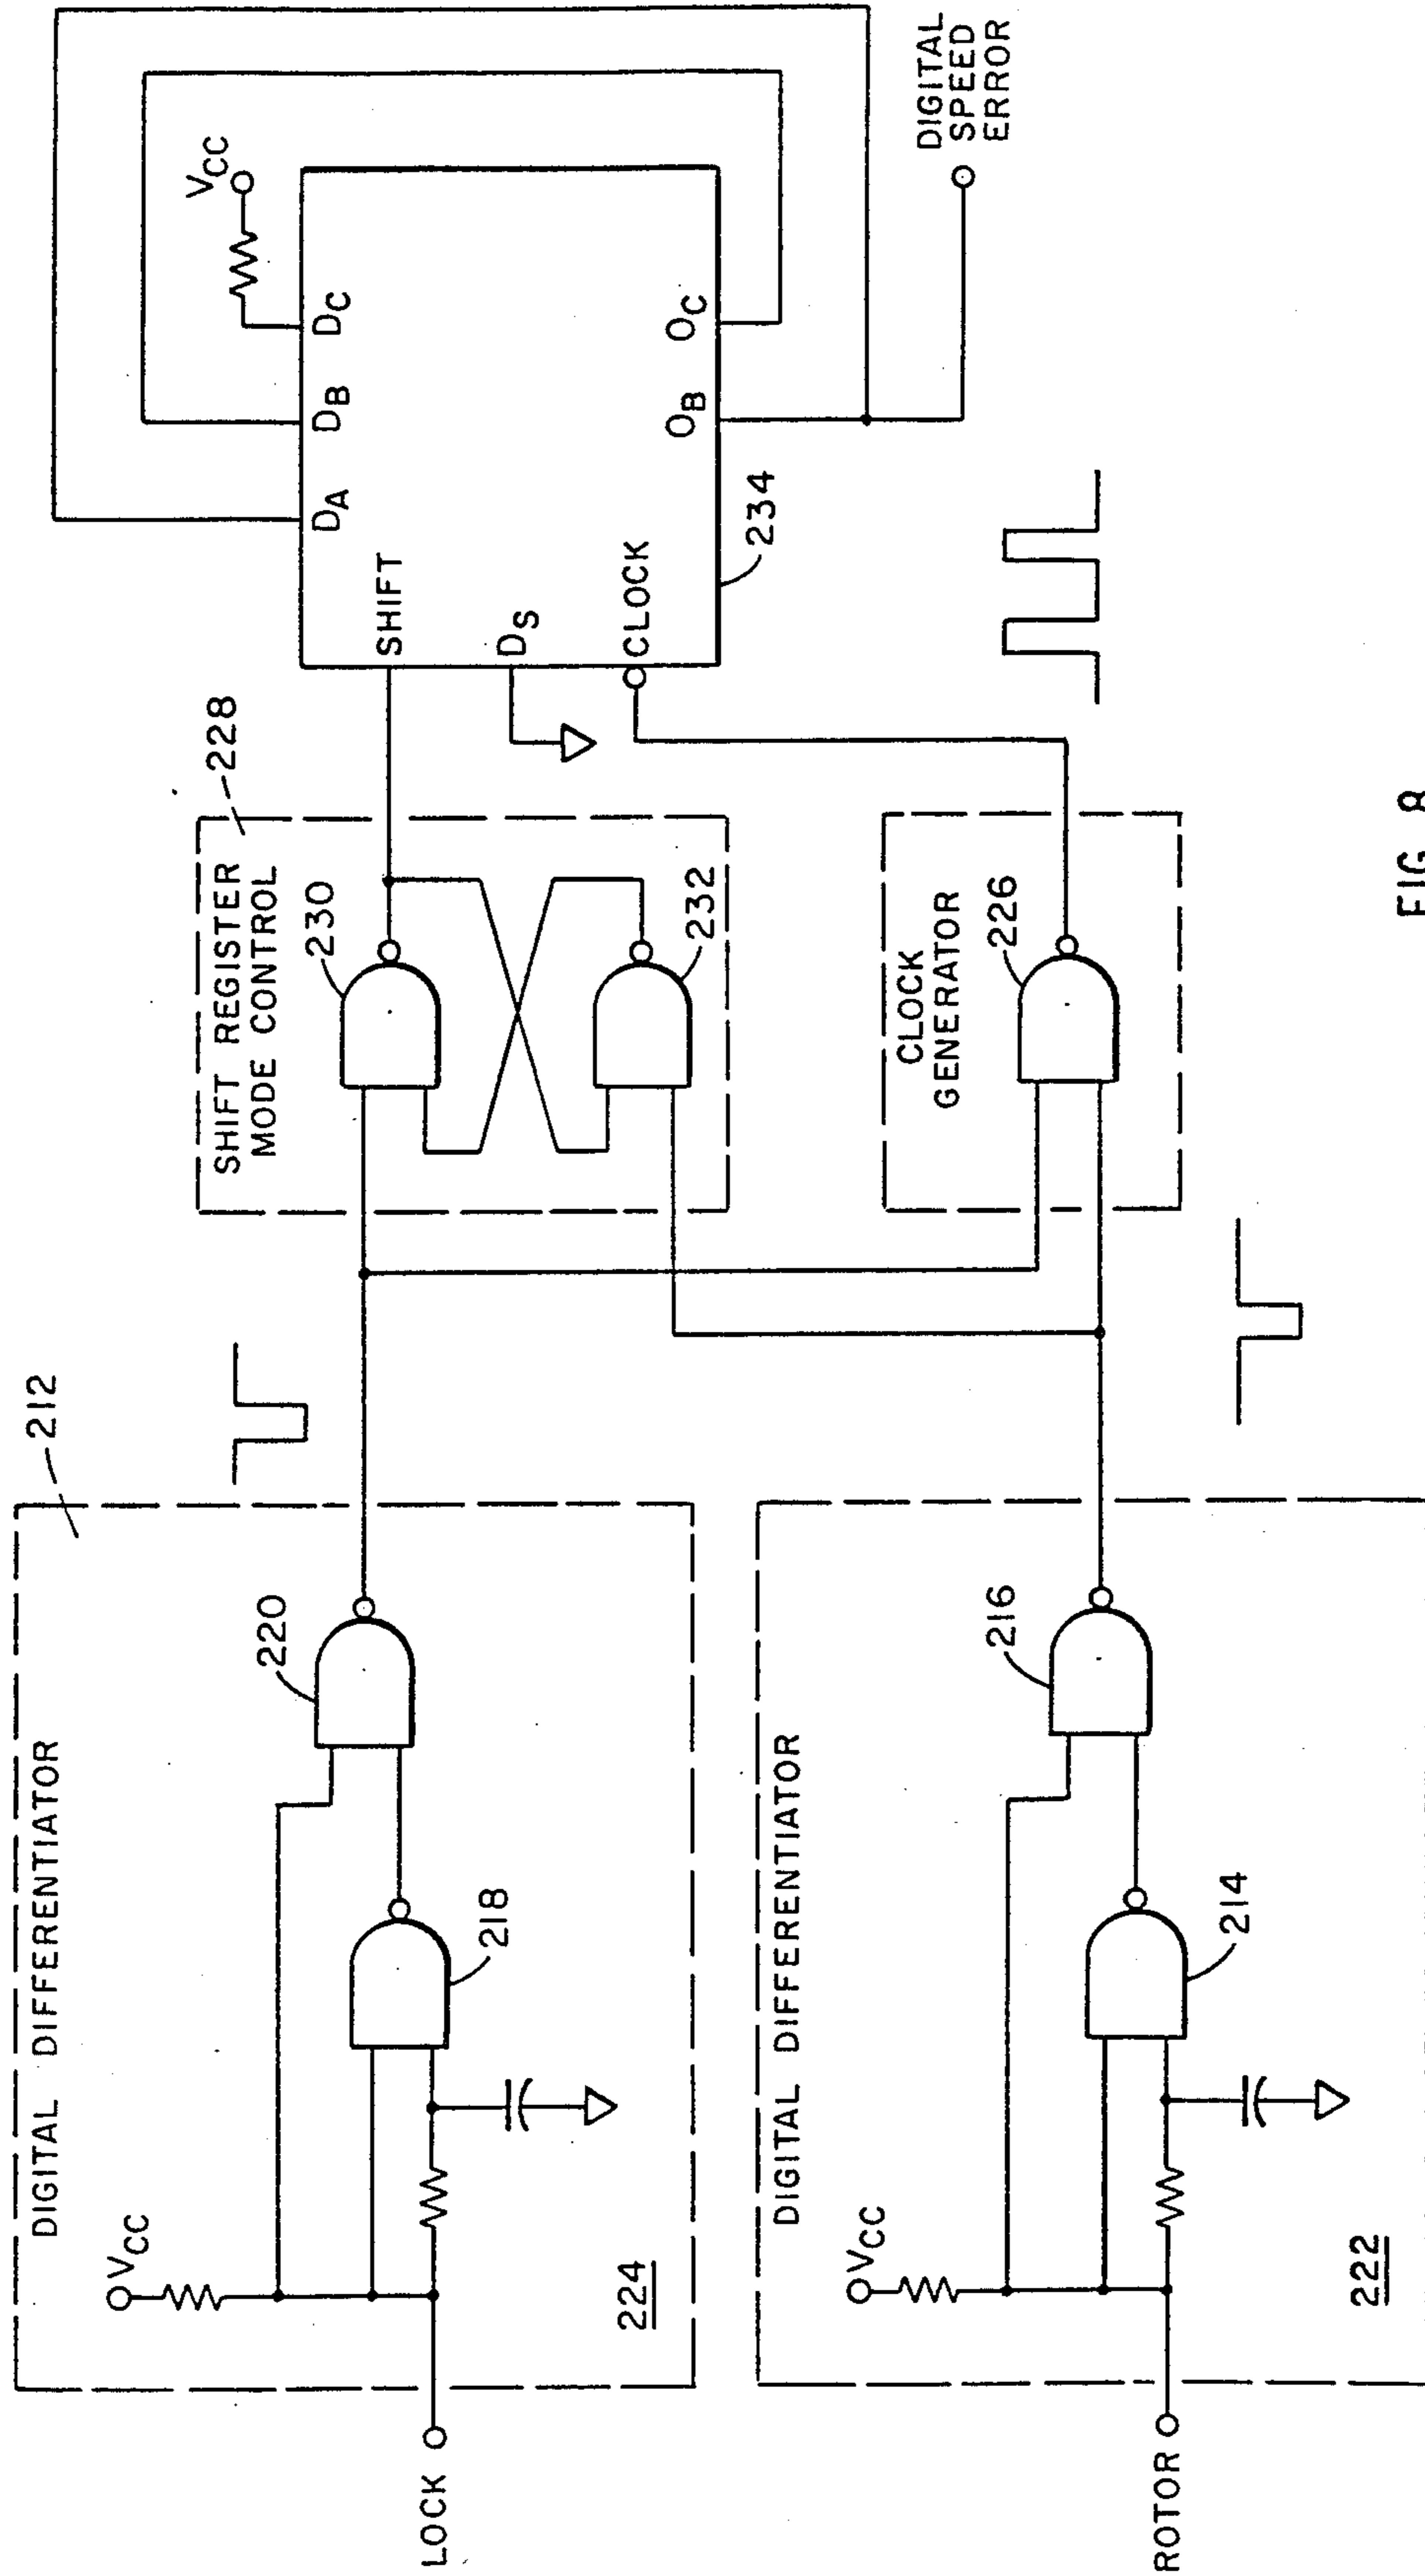 212
DIGITAL DIFFERENTIATOR
VCC
220
218
224
LOCK
DIGITAL DIFFERENTIATOR
VCC
216
214
222
ROTOR
228
SHIFT REGISTER
MODE CONTROL
230
232
CLOCK
GENERATOR
226
VCC
DA
DB
DC
SHIFT
DS
CLOCK
OB
OC
234
DIGITAL
SPEED
ERROR
FIG. 8